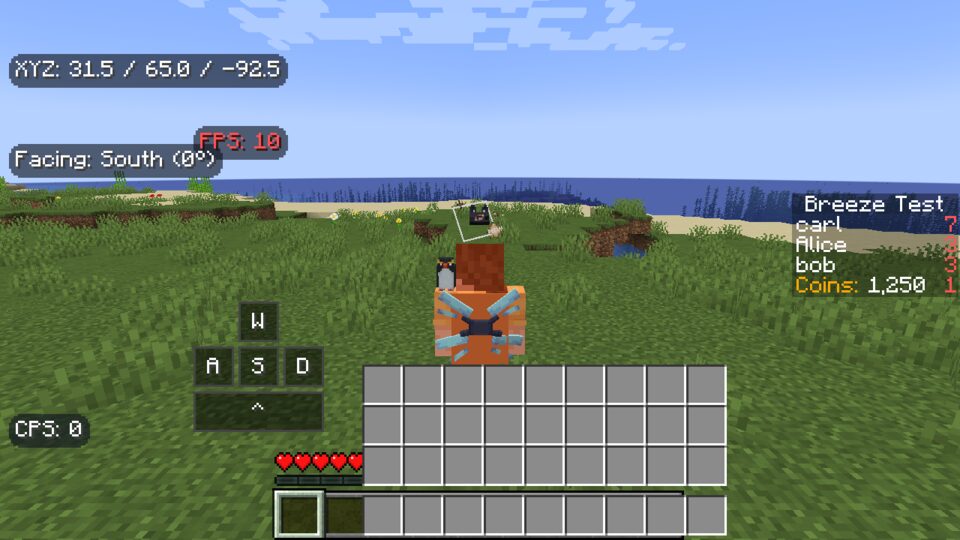 XYZ: 31.5 / 65.0 / -92.5
FPS: 10
Facing: South (0°)
Breeze Test
carl 7
Alice
bob 3
Coins: 1,250 1
W
A S D
^
CPS: 0